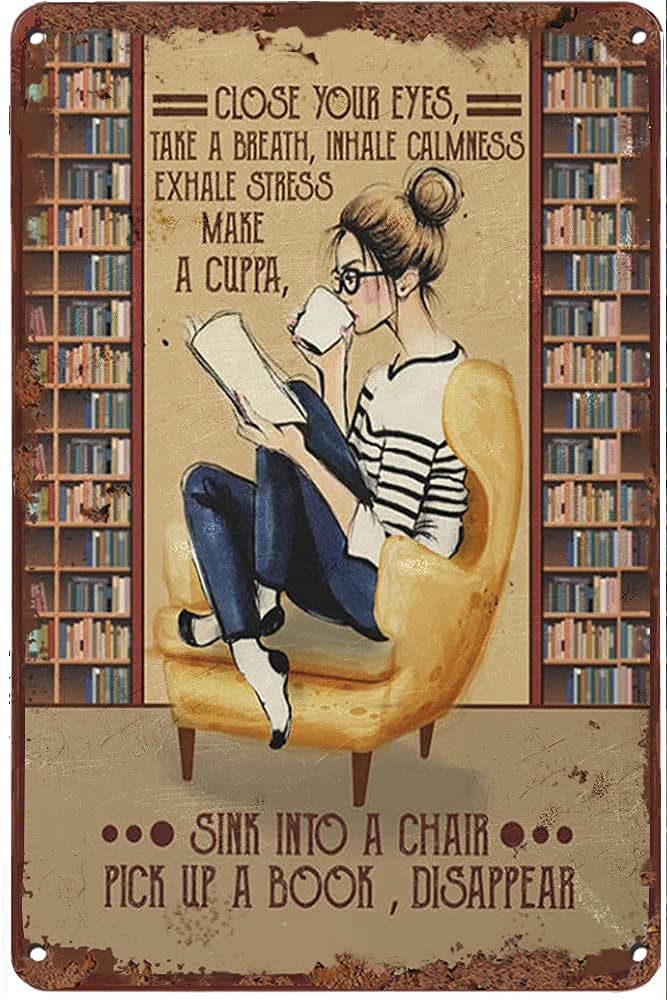 CLOSE YOUR EYES,
TAKE A BREATH, INHALE CALMNESS
EXHALE STRESS
MAKE
A CUPPA,
SINK INTO A CHAIR
PICK UP A BOOK , DISAPPEAR